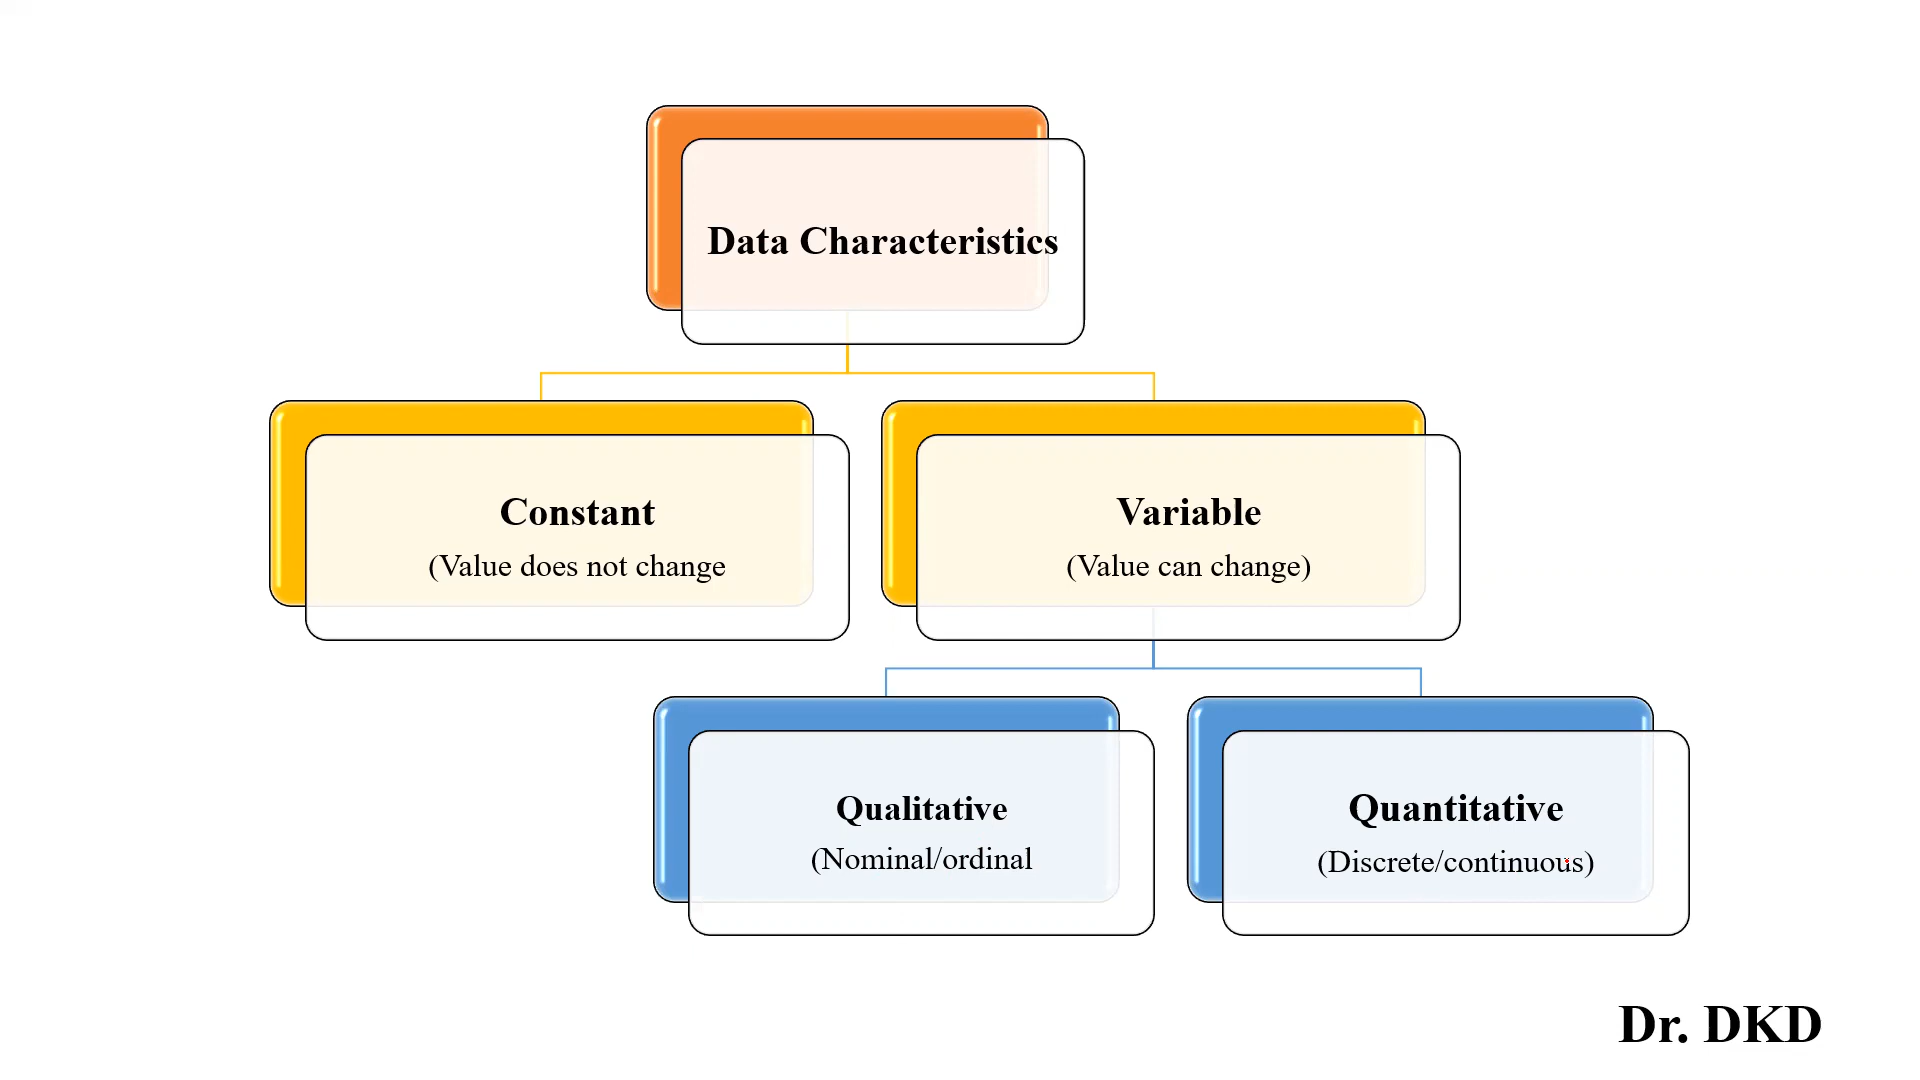 Data Characteristics
Constant
(Value does not change
Variable
(Value can change)
Qualitative
(Nominal/ordinal
Quantitative
(Discrete/continuous)
Dr. DKD